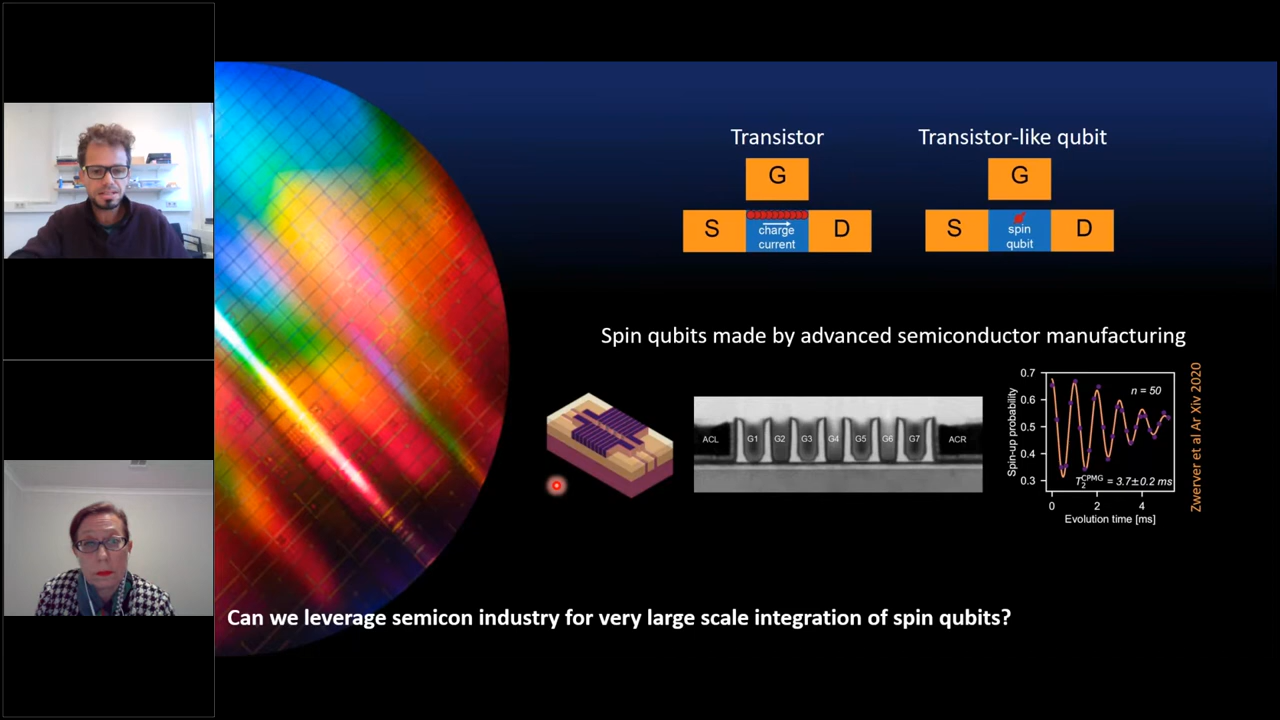 Transistor
G
S
charge
current
D
Transistor-like qubit
G
S
spin
qubit
D
Spin qubits made by advanced semiconductor manufacturing
ACL
G1
G2
G3
G4
G5
G6
G7
ACR
Spin-up probability
0.7
0.6
0.5
0.4
0.3
n = 50
T₂ᶜᴾᴹᴳ = 3.7±0.2 ms
0
2
4
Evolution time [ms]
Zwerver et al Ar Xiv 2020
Can we leverage semicon industry for very large scale integration of spin qubits?